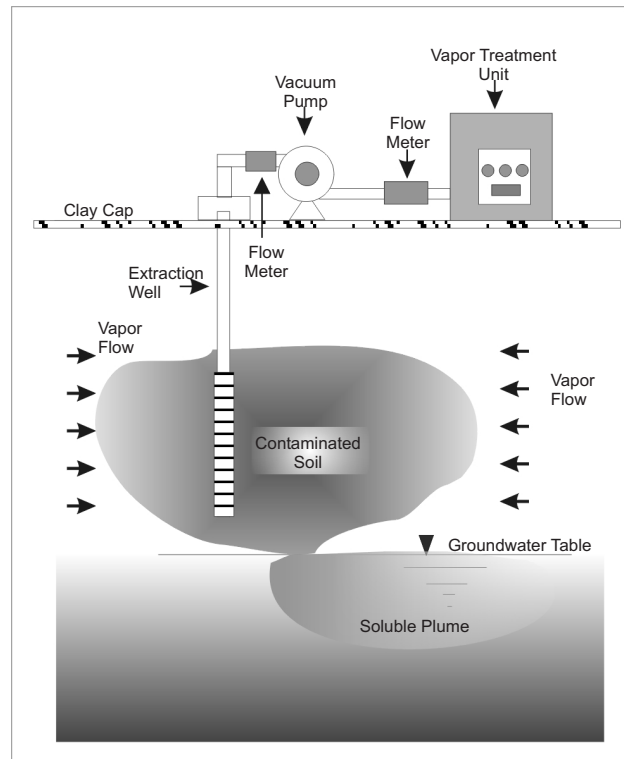 Vapor Treatment
Unit
Vacuum
Pump
Flow
Meter
Clay Cap
Flow
Meter
Extraction
Well
Vapor
Flow
Vapor
Flow
Contaminated
Soil
Groundwater Table
Soluble Plume